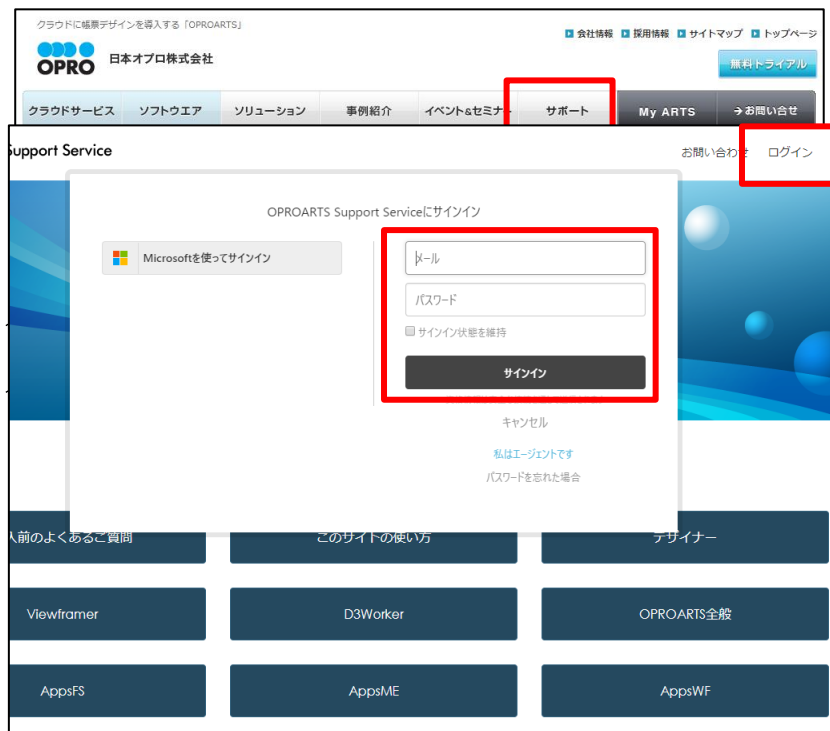 クラウドに帳票デザインを導入する「OPROARTS」
会社情報 採用情報 サイトマップ トップページ
OPRO 日本オプロ株式会社
無料トライアル
クラウドサービス ソフトウエア ソリューション 事例紹介 イベント&セミナー サポート My ARTS お問い合せ
Support Service お問い合わせ ログイン
OPROARTS Support Serviceにサインイン
Microsoftを使ってサインイン
メール
パスワード
サインイン状態を維持
サインイン
キャンセル
私はエージェントです
パスワードを忘れた場合
入前のよくあるご質問 このサイトの使い方 デザイナー
Viewframer D3Worker OPROARTS全般
AppsFS AppsME AppsWF